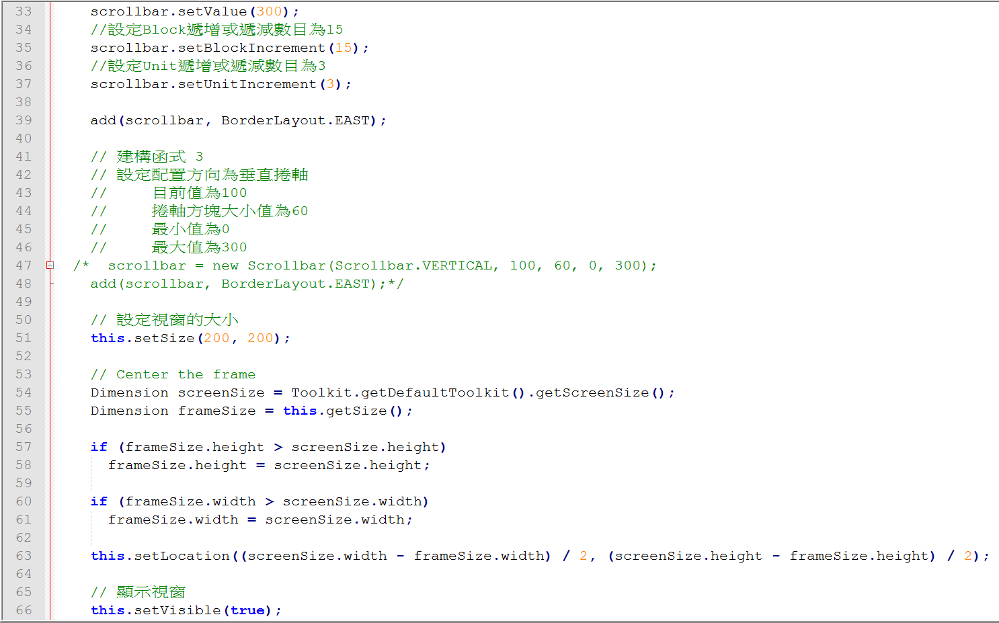 33 scrollbar.setValue(300);
34 //設定Block遞增或遞減數目為15
35 scrollbar.setBlockIncrement(15);
36 //設定Unit遞增或遞減數目為3
37 scrollbar.setUnitIncrement(3);
38
39 add(scrollbar, BorderLayout.EAST);
40
41 // 建構函式 3
42 // 設定配置方向為垂直捲軸
43 // 目前值為100
44 // 捲軸方塊大小值為60
45 // 最小值為0
46 // 最大值為300
47 /* scrollbar = new Scrollbar(Scrollbar.VERTICAL, 100, 60, 0, 300);
48 add(scrollbar, BorderLayout.EAST);*/
49
50 // 設定視窗的大小
51 this.setSize(200, 200);
52
53 // Center the frame
54 Dimension screenSize = Toolkit.getDefaultToolkit().getScreenSize();
55 Dimension frameSize = this.getSize();
56
57 if (frameSize.height > screenSize.height)
58 frameSize.height = screenSize.height;
59
60 if (frameSize.width > screenSize.width)
61 frameSize.width = screenSize.width;
62
63 this.setLocation((screenSize.width - frameSize.width) / 2, (screenSize.height - frameSize.height) / 2);
64
65 // 顯示視窗
66 this.setVisible(true);